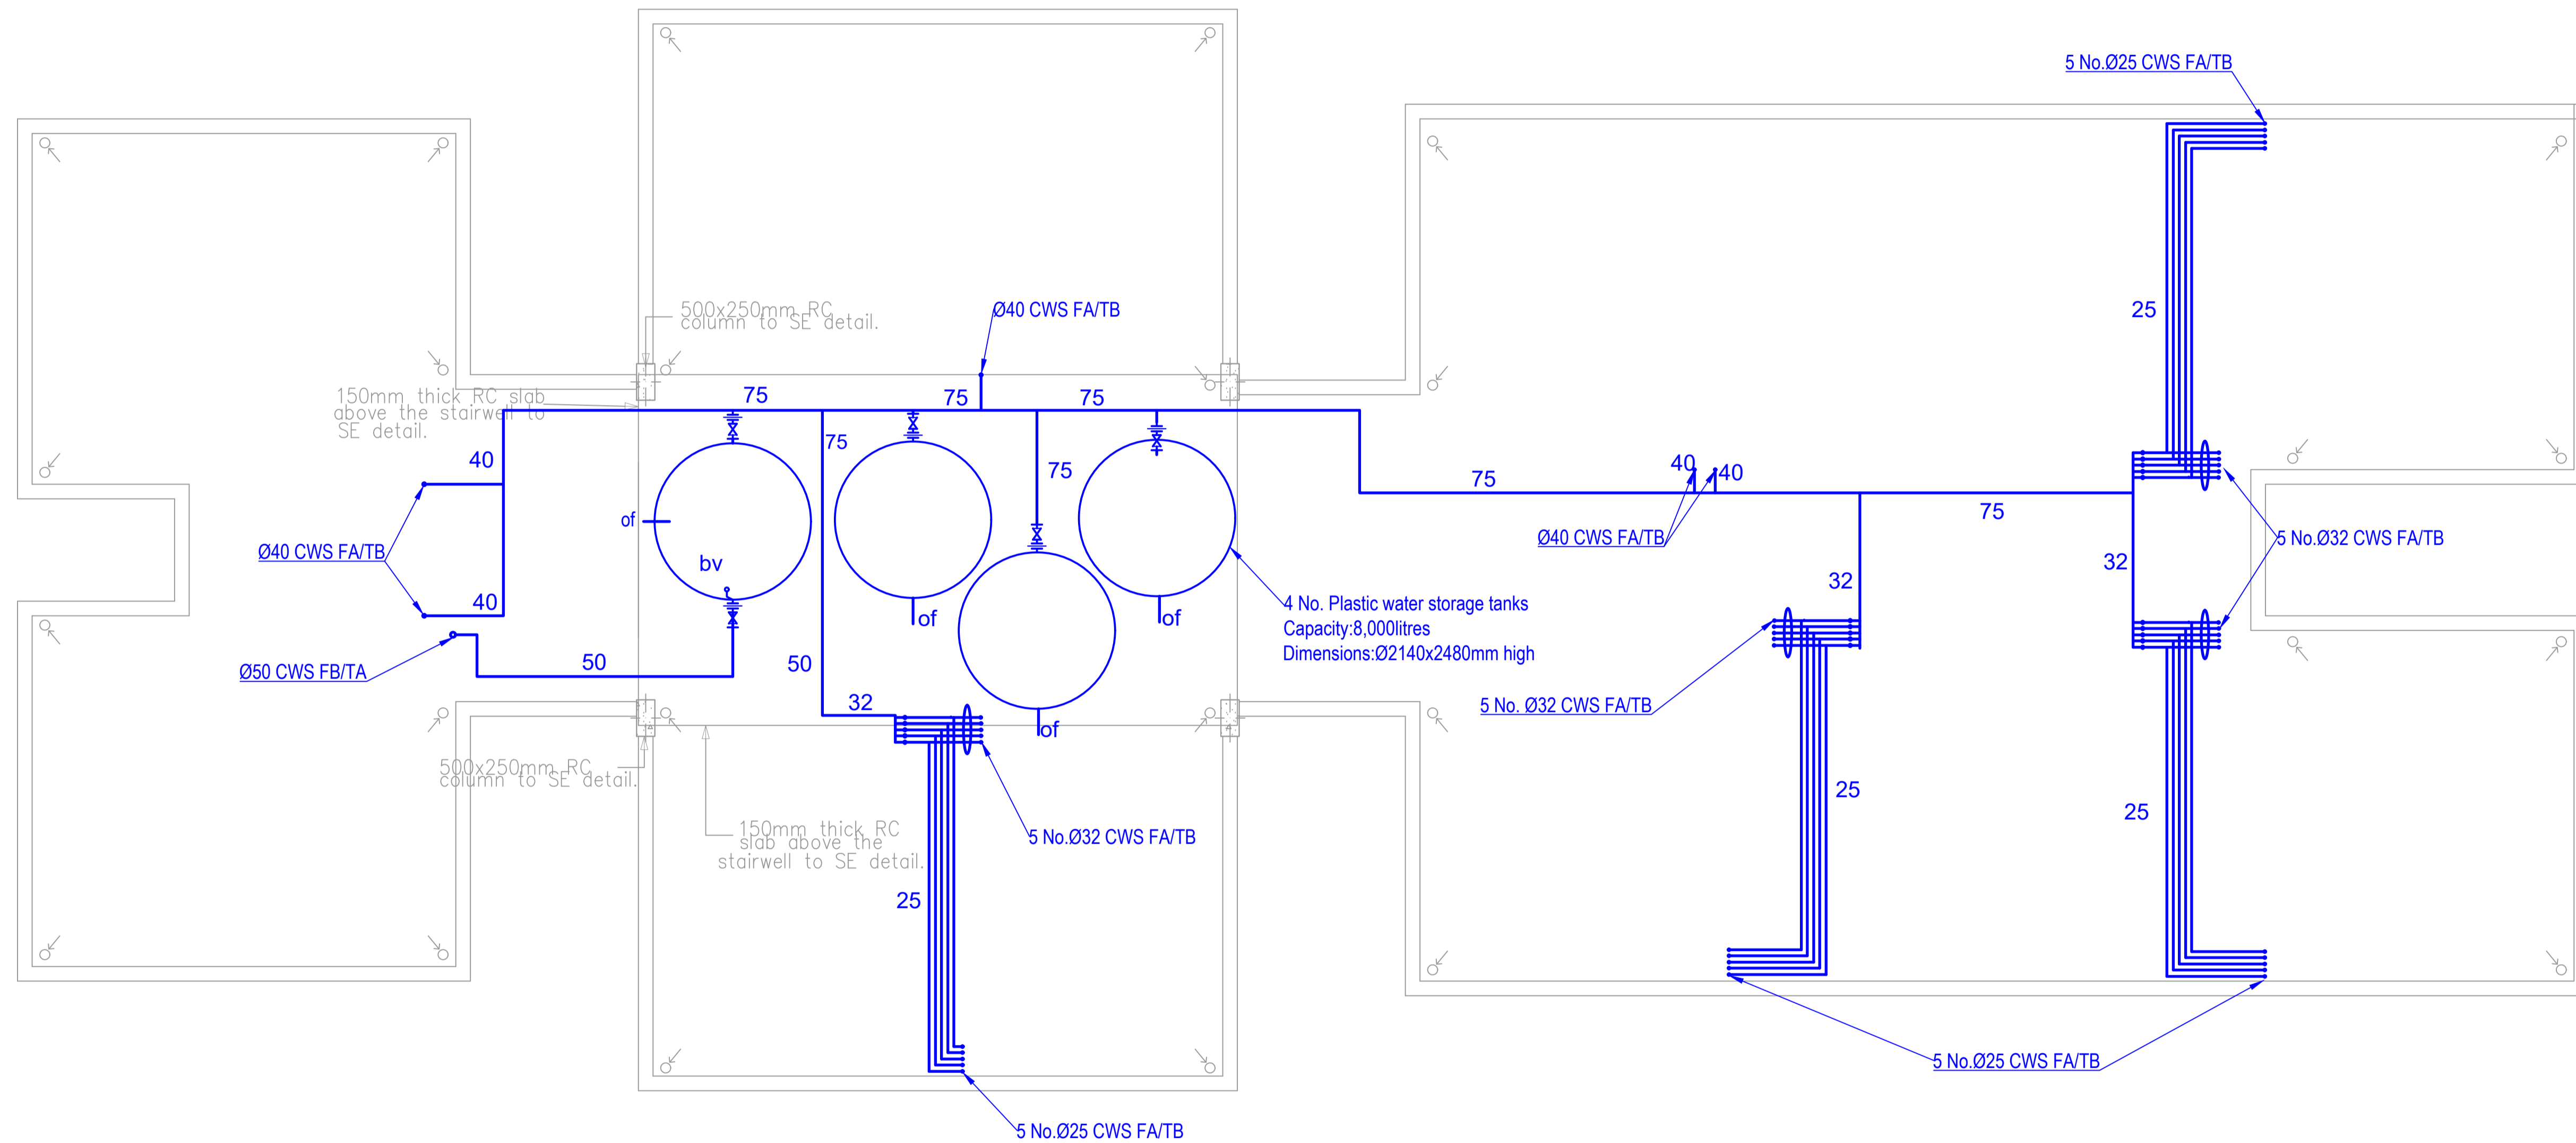 5 No.Ø25 CWS FA/TB
500x250mm RC
column to SE detail.
Ø40 CWS FA/TB
25
150mm thick RC slab
above the stairwell to
SE detail.
75
75
75
75
40
75
75
40
40
75
of
bv
Ø40 CWS FA/TB
Ø40 CWS FA/TB
5 No.Ø32 CWS FA/TB
32
32
40
of
of
4 No. Plastic water storage tanks
Capacity:8,000litres
Dimensions:Ø2140x2480mm high
Ø50 CWS FB/TA
50
50
32
5 No. Ø32 CWS FA/TB
of
500x250mm RC
column to SE detail.
25
25
150mm thick RC
slab above the
stairwell to SE detail.
5 No.Ø32 CWS FA/TB
25
5 No.Ø25 CWS FA/TB
5 No.Ø25 CWS FA/TB